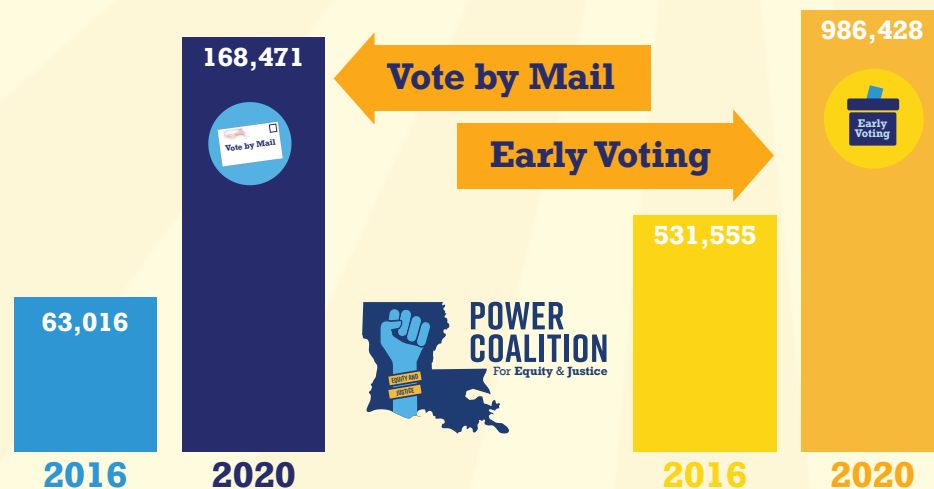 168,471
Vote by Mail
Vote by Mail
986,428
Early
Voting
Early Voting
531,555
63,016
POWER
COALITION
For Equity & Justice
EQUITY AND
JUSTICE
2016
2020
2016
2020